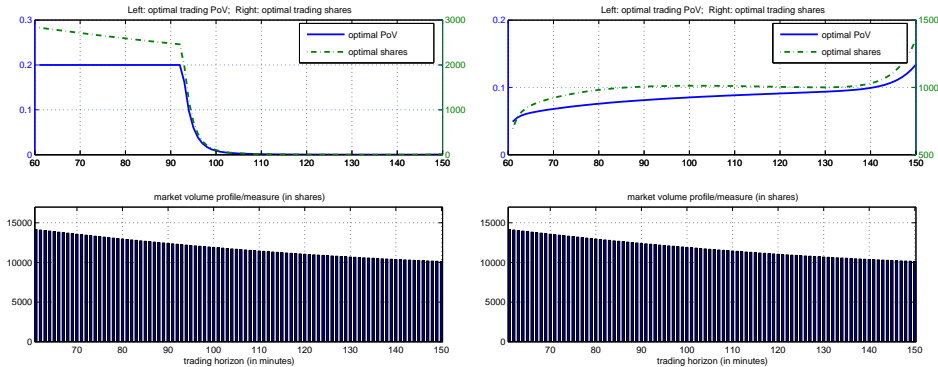 Left: optimal trading PoV;  Right: optimal trading shares
0.3
0.2
0.1
0
3000
2000
1000
0
optimal PoV
optimal shares
60 70 80 90 100 110 120 130 140 150
Left: optimal trading PoV;  Right: optimal trading shares
0.2
0.1
0
1500
1000
500
optimal PoV
optimal shares
60 70 80 90 100 110 120 130 140 150
market volume profile/measure (in shares)
15000
10000
5000
0
70 80 90 100 110 120 130 140 150
trading horizon (in minutes)
market volume profile/measure (in shares)
15000
10000
5000
0
70 80 90 100 110 120 130 140 150
trading horizon (in minutes)